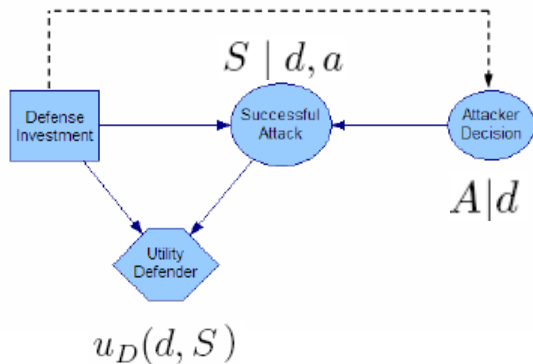 S | d, a
Defense
Investment
Successful
Attack
Attacker
Decision
A|d
Utility
Defender
u_D(d, S)